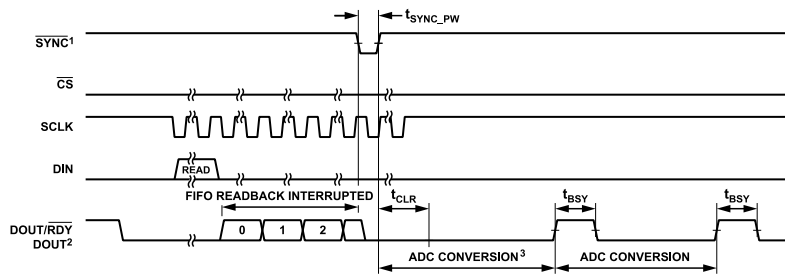 tSYNC_PW
SYNC1
CS
SCLK
DIN
READ
FIFO READBACK INTERRUPTED
tCLR
tBSY
tBSY
DOUT/RDY
DOUT2
0
1
2
ADC CONVERSION3
ADC CONVERSION